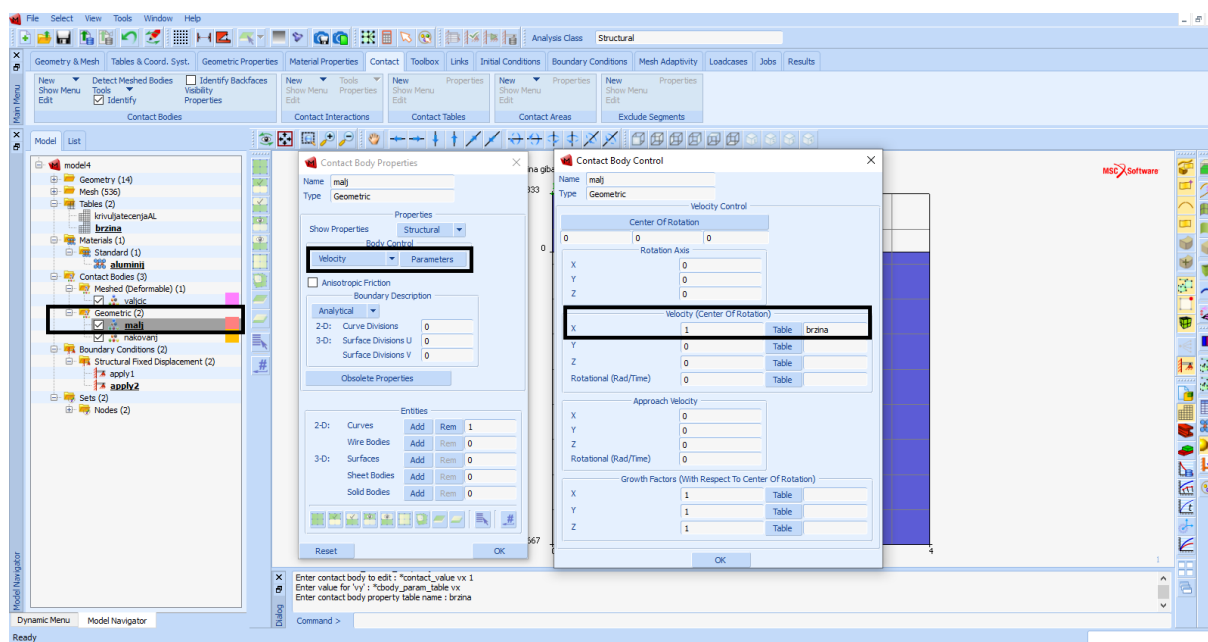 File Select View Tools Window Help
Analysis Class Structural
Geometry & Mesh Tables & Coord. Syst. Geometric Properties Material Properties Contact Toolbox Links Initial Conditions Boundary Conditions Mesh Adaptivity Loadcases Jobs Results
New Detect Meshed Bodies Identify Backfaces New Tools New Properties New Properties New Properties
Show Menu Tools Visibility Show Menu Properties Show Menu Show Menu Show Menu
Edit Identify Properties Edit Edit Edit Edit
Contact Bodies Contact Interactions Contact Tables Contact Areas Exclude Segments
Main Menu
Model List
model4
Geometry (14)
Mesh (536)
Tables (2)
krivuljatecenjaAL
brzina
Materials (1)
Standard (1)
aluminij
Contact Bodies (3)
Meshed (Deformable) (1)
valjcic
Geometric (2)
malj
nakovanj
Boundary Conditions (2)
Structural Fixed Displacement (2)
apply1
apply2
Sets (2)
Nodes (2)
Model Navigator
Dynamic Menu Model Navigator
Ready
Contact Body Properties
Name malj
Type Geometric
Properties
Show Properties Structural
Body Control
Velocity Parameters
Anisotropic Friction
Boundary Description
Analytical
2-D: Curve Divisions 0
3-D: Surface Divisions U 0
Surface Divisions V 0
Obsolete Properties
Entities
2-D: Curves Add Rem 1
Wire Bodies Add Rem 0
3-D: Surfaces Add Rem 0
Sheet Bodies Add Rem 0
Solid Bodies Add Rem 0
Reset OK
na giba
333
0
667
Contact Body Control
Name malj
Type Geometric
Velocity Control
Center Of Rotation
0 0 0
Rotation Axis
X 0
Y 0
Z 0
Velocity (Center Of Rotation)
X 1 Table brzina
Y 0 Table
Z 0 Table
Rotational (Rad/Time) 0 Table
Approach Velocity
X 0
Y 0
Z 0
Rotational (Rad/Time) 0
Growth Factors (With Respect To Center Of Rotation)
X 1 Table
Y 1 Table
Z 1 Table
OK
MSC Software
4
1
Enter contact body to edit : *contact_value vx 1
Enter value for 'vy' : *cbody_param_table vx
Enter contact body property table name : brzina
Dialog
Command >